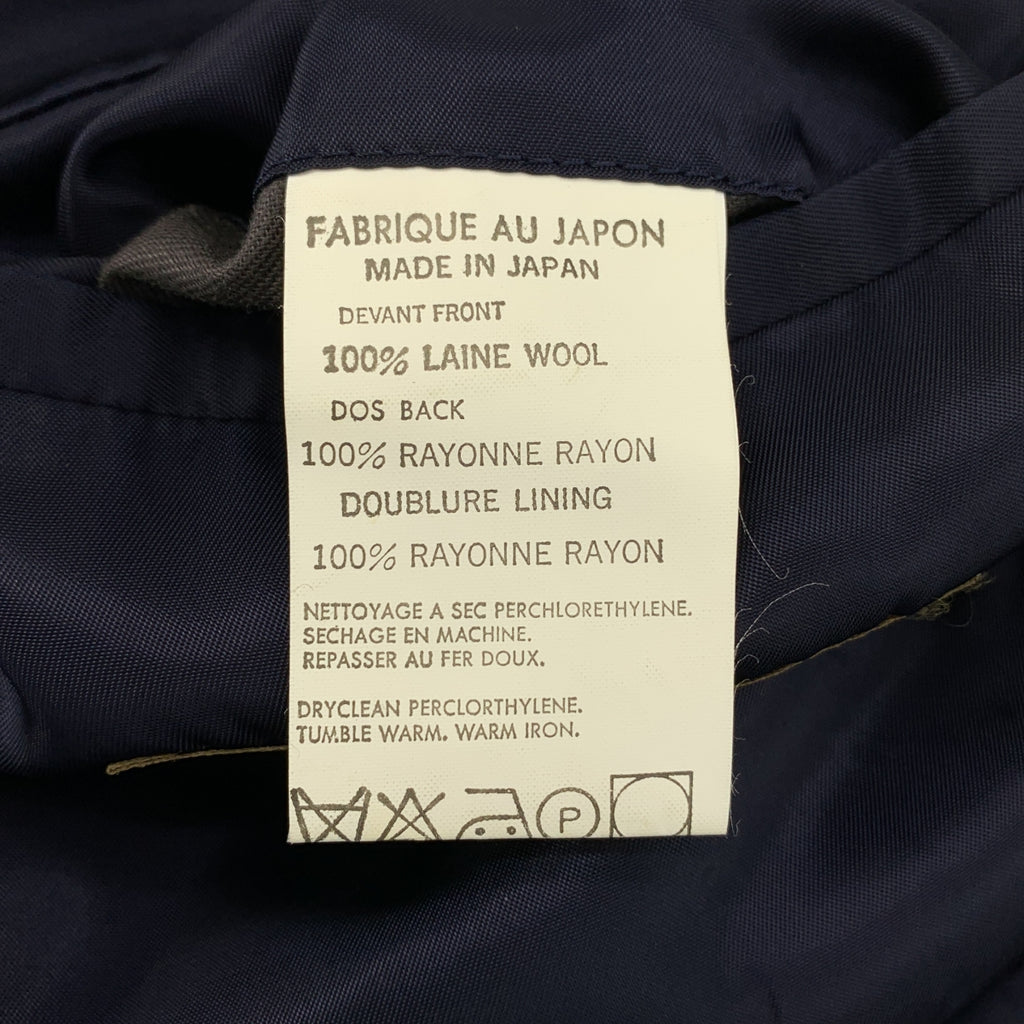 FABRIQUE AU JAPON
MADE IN JAPAN
DEVANT FRONT
100% LAINE WOOL
DOS BACK
100% RAYONNE RAYON
DOUBLURE LINING
100% RAYONNE RAYON
NETTOYAGE A SEC PERCHLORETHYLENE.
SECHAGE EN MACHINE.
REPASSER AU FER DOUX.
DRYCLEAN PERCLORTHYLENE.
TUMBLE WARM. WARM IRON.
P